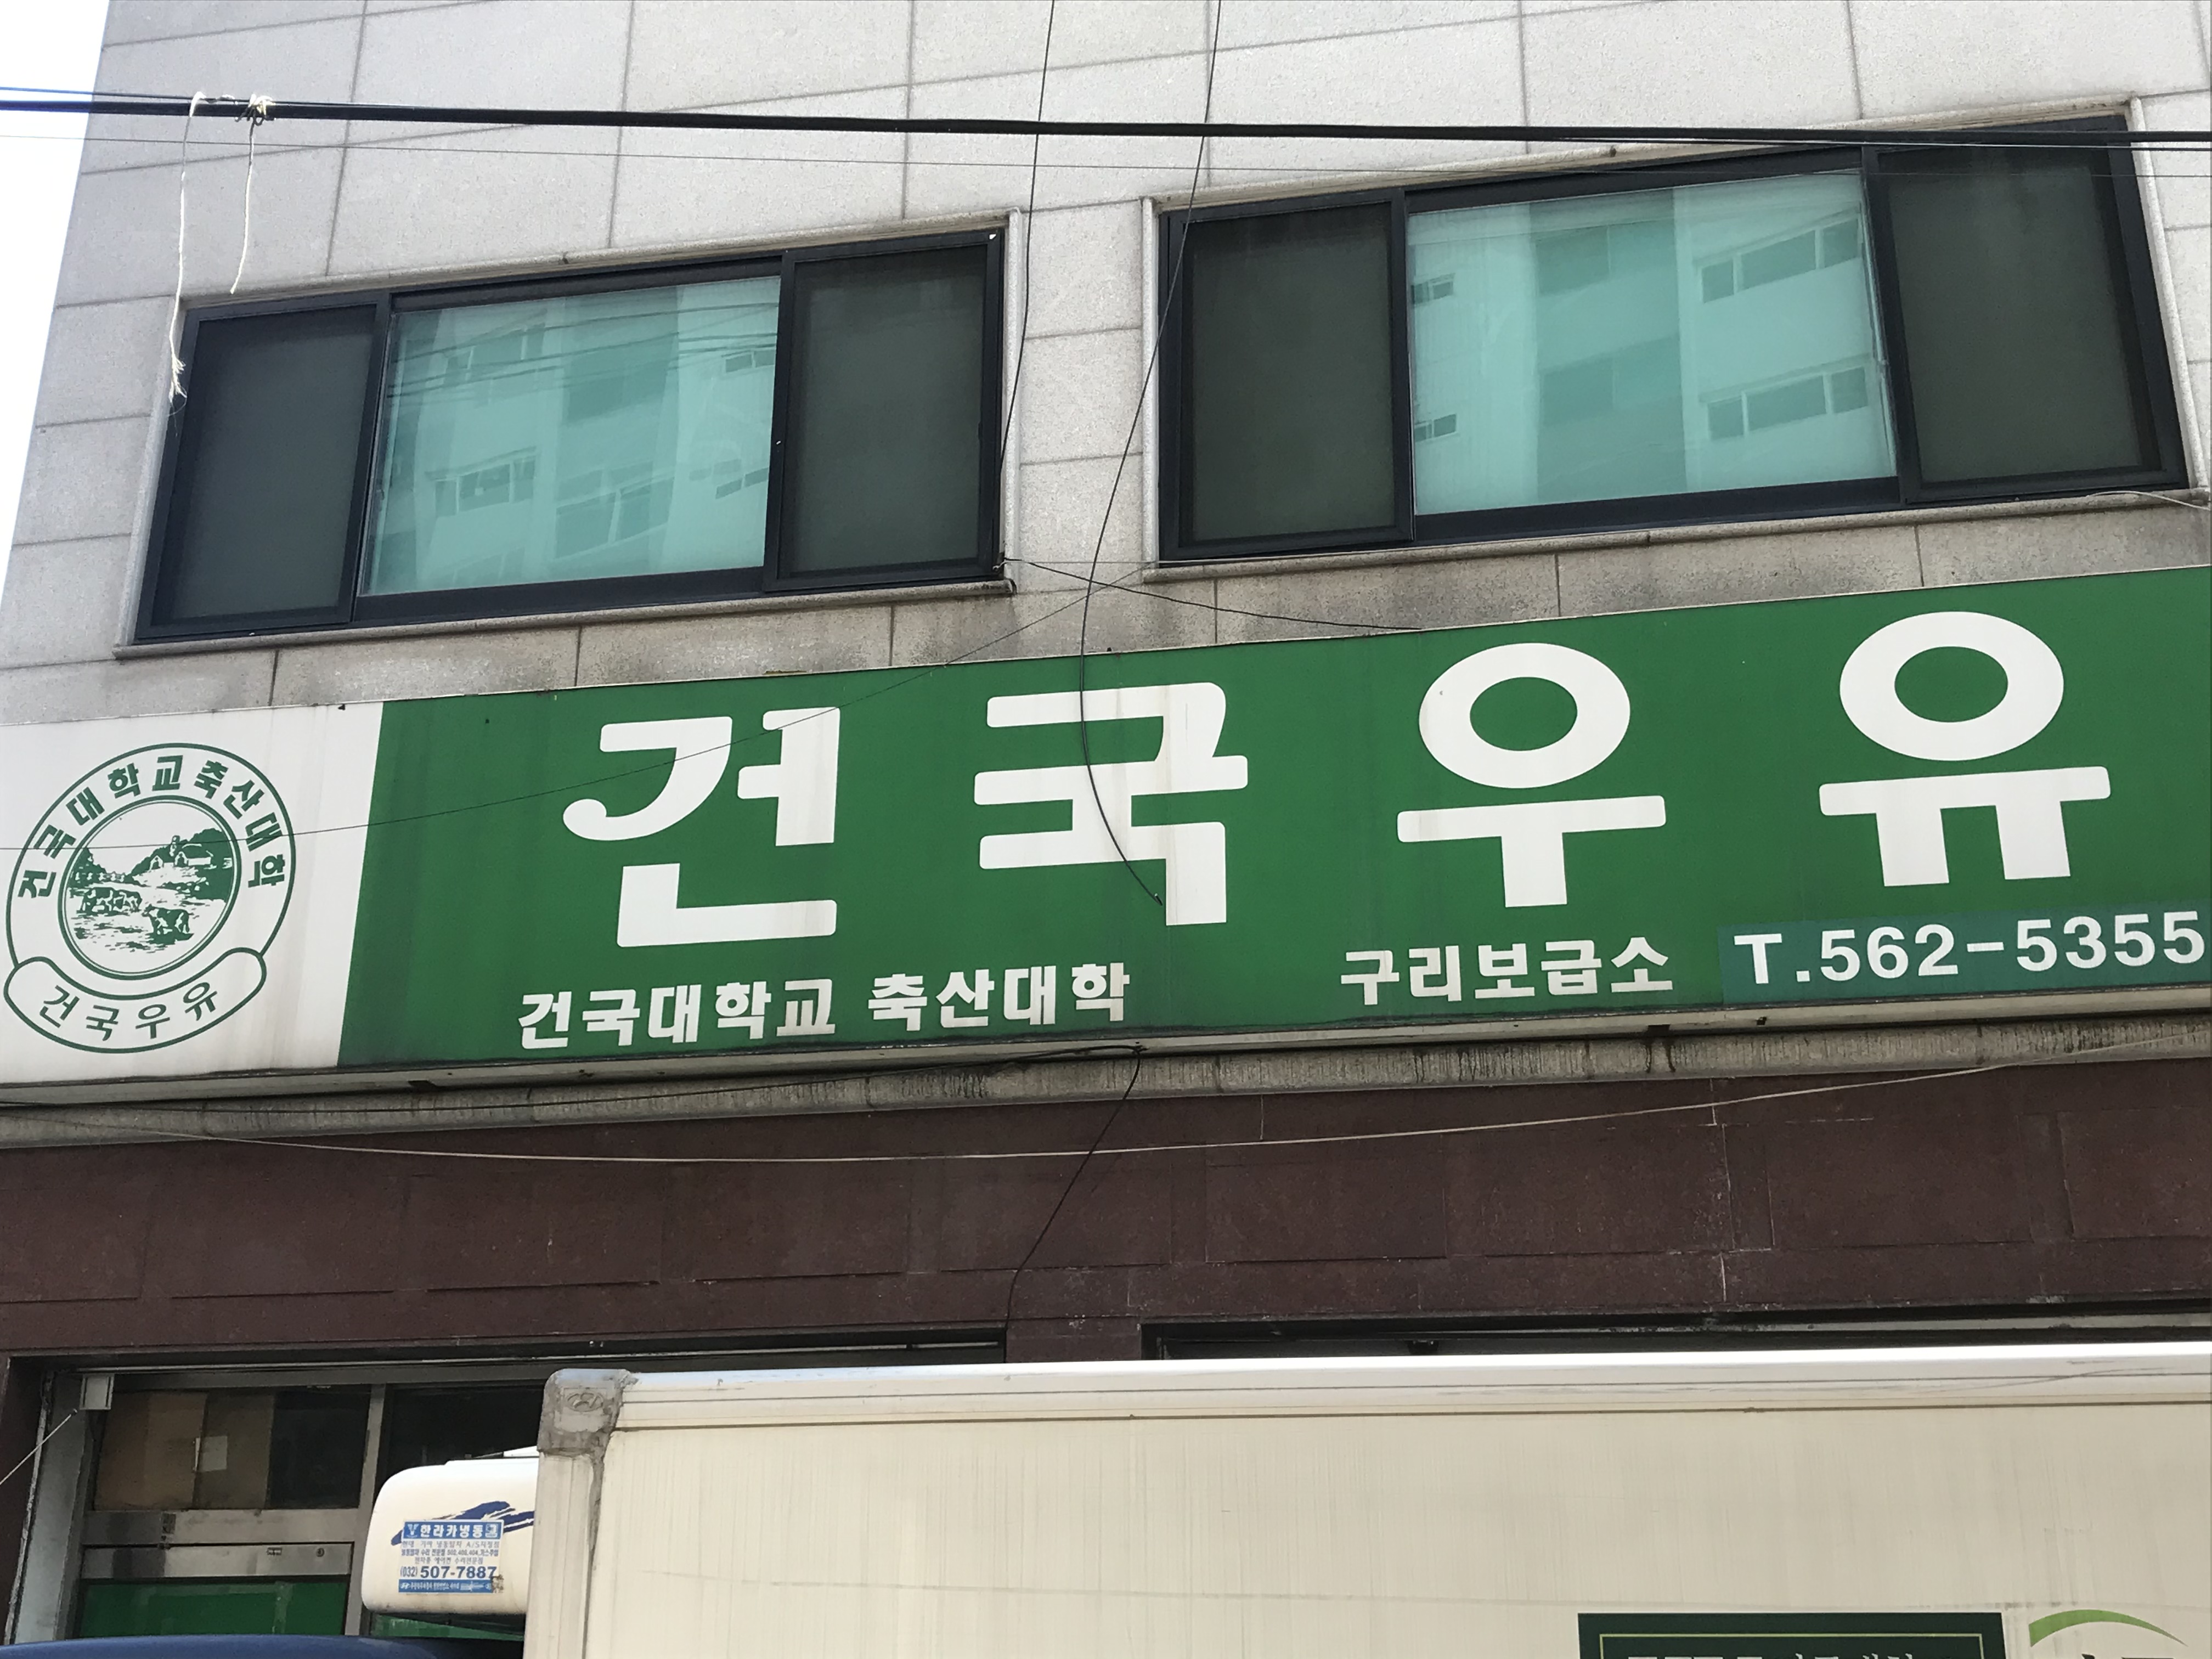 건국대학교축산대학
건국우유
건국우유
건국대학교 축산대학
구리보급소
T.562-5355
한라카냉동
(032) 507-7887